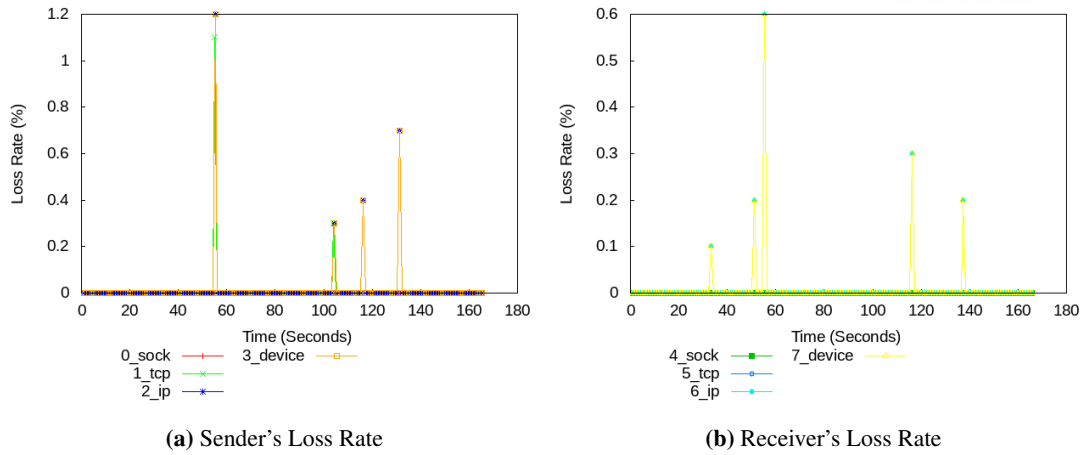 1.2
1
0.8
0.6
0.4
0.2
0
Loss Rate (%)
0 20 40 60 80 100 120 140 160 180
Time (Seconds)
0_sock 3_device
1_tcp
2_ip
(a) Sender's Loss Rate
0.6
0.5
0.4
0.3
0.2
0.1
0
Loss Rate (%)
0 20 40 60 80 100 120 140 160 180
Time (Seconds)
4_sock 7_device
5_tcp
6_ip
(b) Receiver's Loss Rate